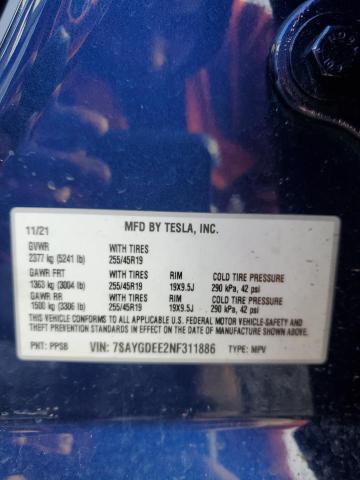 11/21 MFD BY TESLA, INC.
GVWR WITH TIRES
2377 kg (5241 lb) 255/45R19
GAWR FRT WITH TIRES RIM COLD TIRE PRESSURE
1363 kg (3004 lb) 255/45R19 19X9.5J 290 kPa, 42 psi
GAWR RR WITH TIRES RIM COLD TIRE PRESSURE
1500 kg (3306 lb) 255/45R19 19X9.5J 290 kPa, 42 psi
THIS VEHICLE CONFORMS TO ALL APPLICABLE U.S. FEDERAL MOTOR VEHICLE-SAFETY AND
THEFT PREVENTION STANDARDS IN EFFECT ON THE DATE OF MANUFACTURE SHOWN ABOVE.
PNT: PPSB VIN: 7SAYGDEE2NF311886 TYPE: MPV